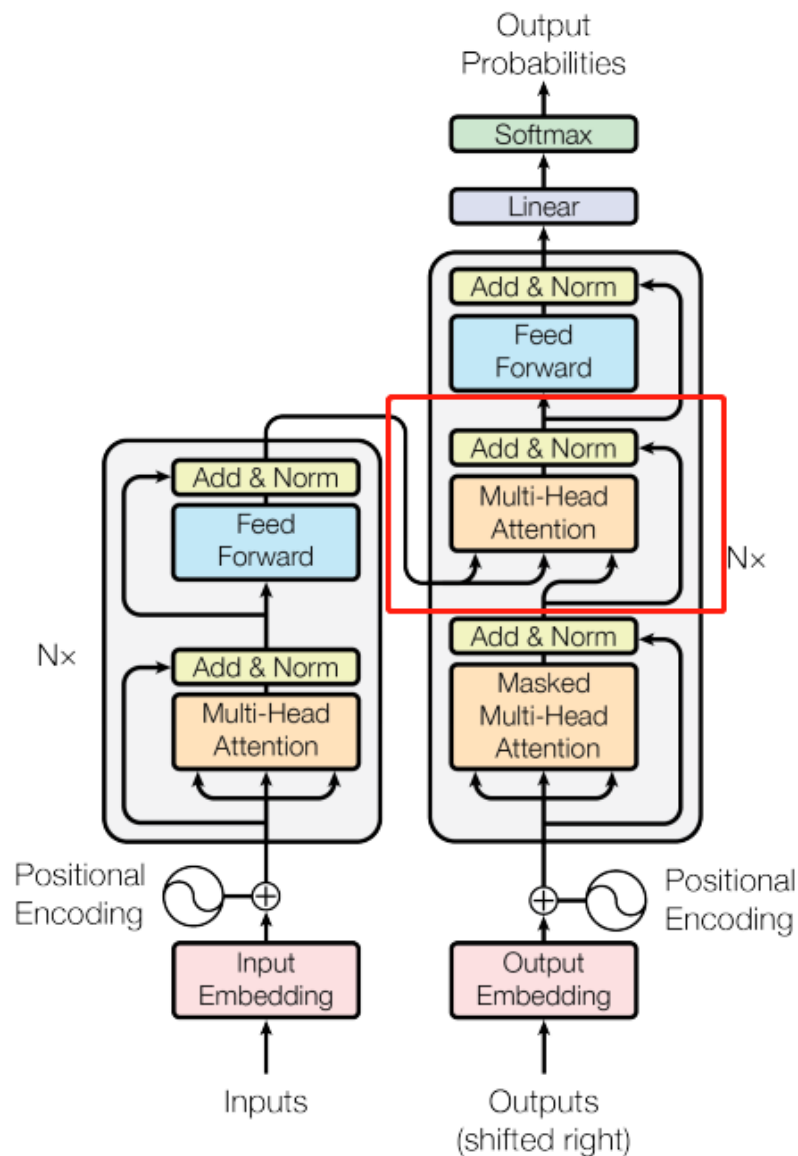 Output
Probabilities
Softmax
Linear
Add & Norm
Feed
Forward
Add & Norm
Multi-Head
Attention
N×
Add & Norm
Masked
Multi-Head
Attention
Add & Norm
Feed
Forward
N×
Add & Norm
Multi-Head
Attention
Positional
Encoding
Positional
Encoding
Input
Embedding
Output
Embedding
Inputs
Outputs
(shifted right)